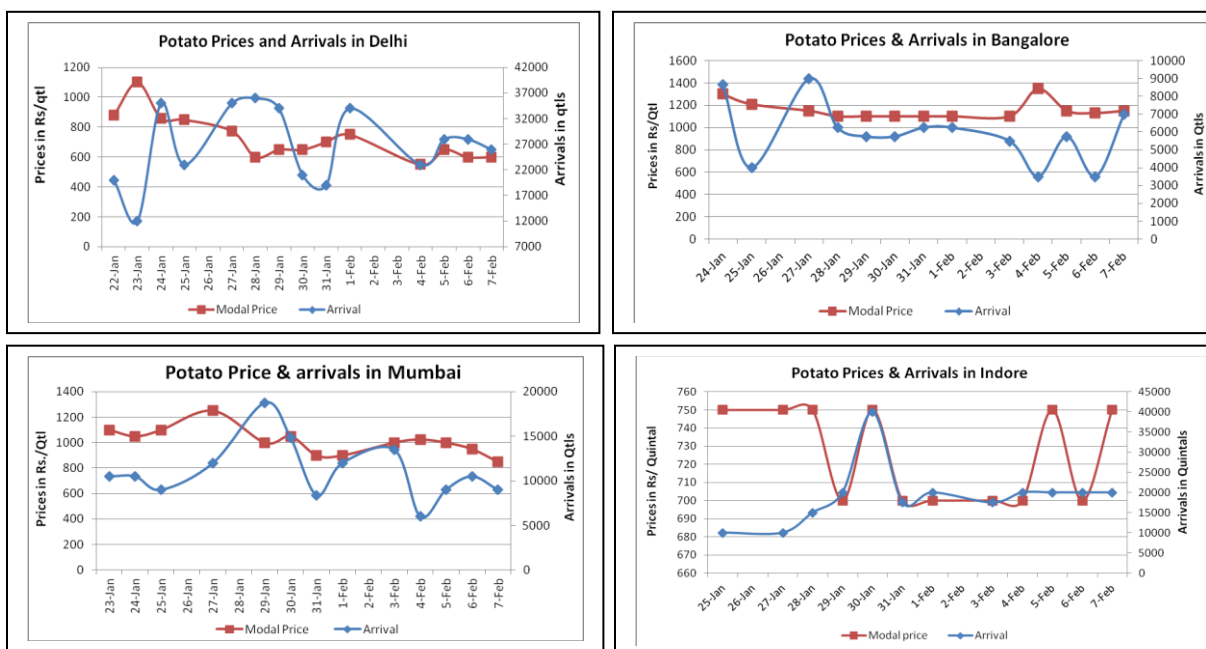 Potato Prices and Arrivals in Delhi
Prices in Rs/qtl
1200
1000
800
600
400
200
0
42000
37000
32000
27000
22000
17000
12000
7000
Arrivals in qtls
22-Jan
23-Jan
24-Jan
25-Jan
26-Jan
27-Jan
28-Jan
29-Jan
30-Jan
31-Jan
1-Feb
2-Feb
3-Feb
4-Feb
5-Feb
6-Feb
7-Feb
Modal Price Arrival
Potato Prices & Arrivals in Bangalore
Prices in Rs/Qtl
1600
1400
1200
1000
800
600
400
200
0
10000
9000
8000
7000
6000
5000
4000
3000
2000
1000
0
Arrivals in Qtls
24-Jan
25-Jan
26-Jan
27-Jan
28-Jan
29-Jan
30-Jan
31-Jan
1-Feb
2-Feb
3-Feb
4-Feb
5-Feb
6-Feb
7-Feb
Modal Price Arrival
Potato Price & arrivals in Mumbai
Prices in Rs./Qtl
1400
1200
1000
800
600
400
200
0
20000
15000
10000
5000
0
Arrivals in Qtls
23-Jan
24-Jan
25-Jan
26-Jan
27-Jan
28-Jan
29-Jan
30-Jan
31-Jan
1-Feb
2-Feb
3-Feb
4-Feb
5-Feb
6-Feb
7-Feb
Modal Price Arrival
Potato Prices & Arrivals in Indore
Prices in Rs/ Quintal
760
750
740
730
720
710
700
690
680
670
660
45000
40000
35000
30000
25000
20000
15000
10000
5000
0
Arrivals in Quintals
25-Jan
26-Jan
27-Jan
28-Jan
29-Jan
30-Jan
31-Jan
1-Feb
2-Feb
3-Feb
4-Feb
5-Feb
6-Feb
7-Feb
Modal price Arrival